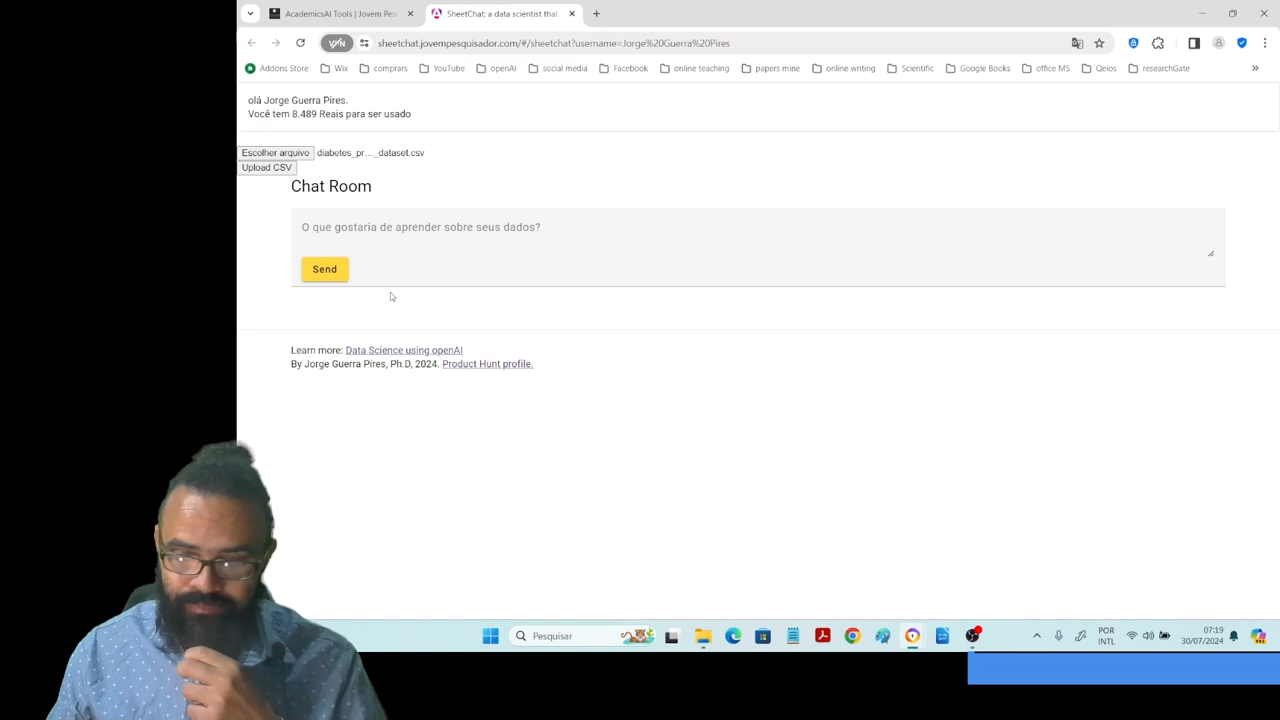 AcademicsAI Tools | Jovem Pes
SheetChat: a data scientist that
VPN
sheetchat.jovempesquisador.com/#/sheetchat?username=Jorge%20Guerra%20Pires
Addons Store Wix comprars YouTube openAI social media Facebook online teaching papers mine online writing Scientific Google Books office MS Qeios researchGate
olá Jorge Guerra Pires.
Você tem 8.489 Reais para ser usado
Escolher arquivo diabetes_pr..._dataset.csv
Upload CSV
Chat Room
O que gostaria de aprender sobre seus dados?
Send
Learn more: Data Science using openAI
By Jorge Guerra Pires, Ph.D, 2024. Product Hunt profile.
Pesquisar
POR
INTL
07:19
30/07/2024